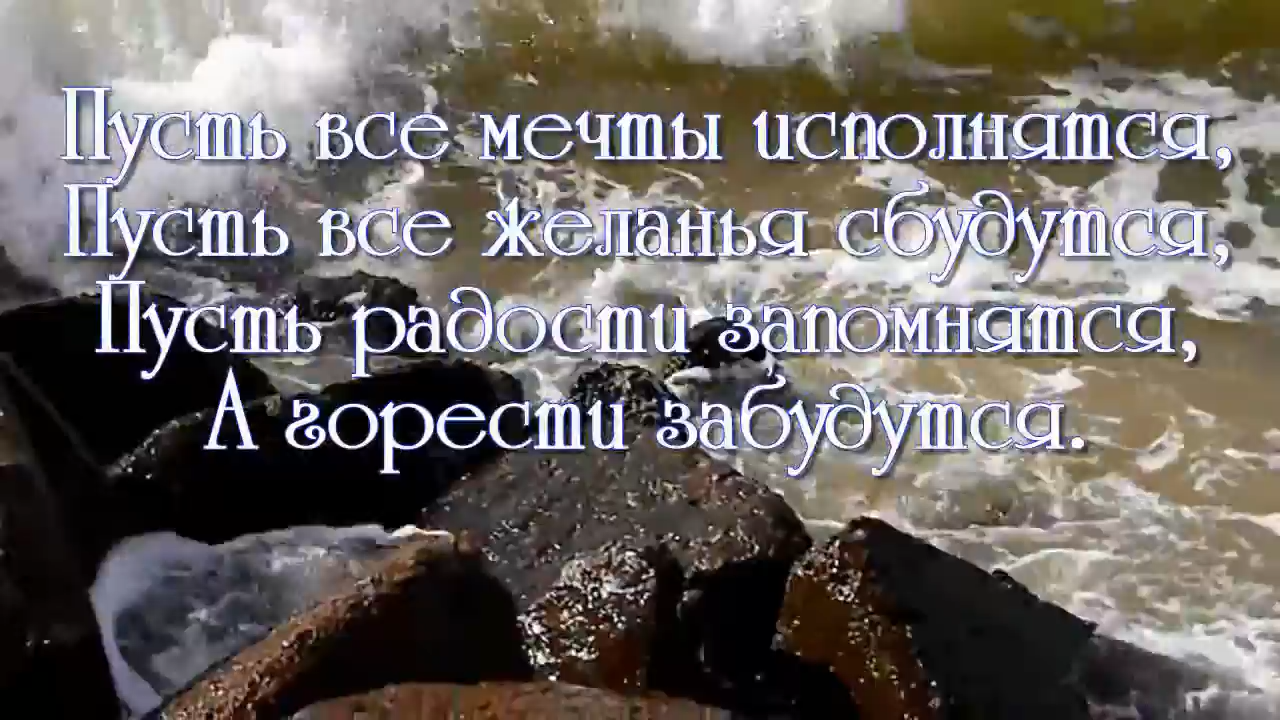 Пусть все мечты исполнятся,
Пусть все желанья сбудутся,
Пусть радости запомнятся,
А горести забудутся.